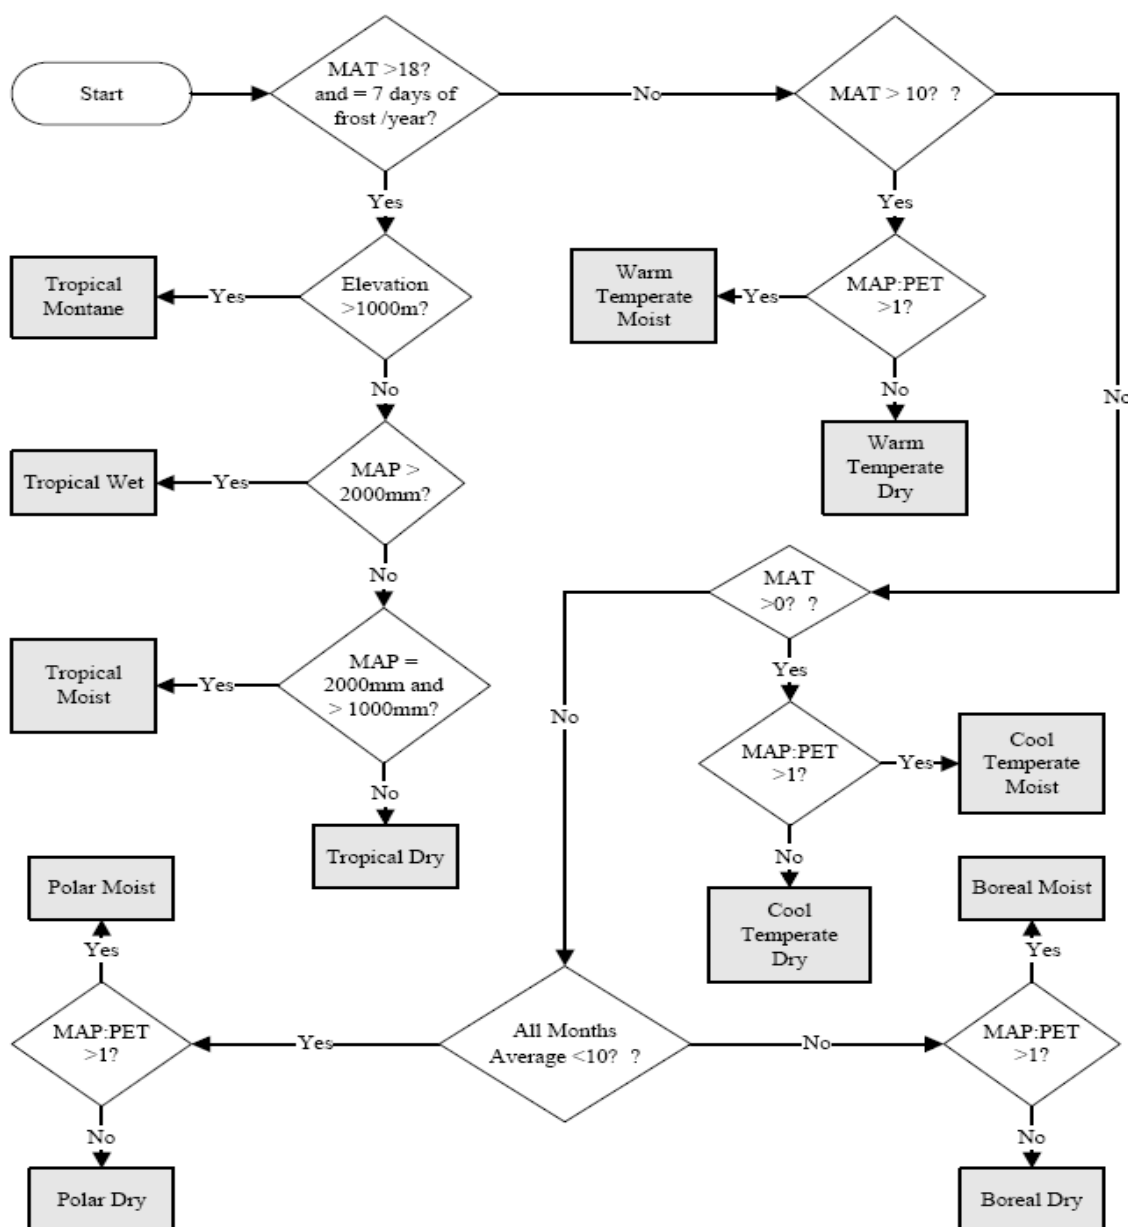 Start
MAT >18?
and = 7 days of
frost /year?
No
MAT > 10?  ?
Yes
Yes
Tropical
Montane
Yes
Elevation
>1000m?
Warm
Temperate
Moist
Yes
MAP:PET
>1?
No
No
No
Warm
Temperate
Dry
Tropical Wet
Yes
MAP >
2000mm?
No
MAT
>0?  ?
Yes
Tropical
Moist
Yes
MAP =
2000mm and
> 1000mm?
No
MAP:PET
>1?
Yes
Cool
Temperate
Moist
No
Tropical Dry
No
Cool
Temperate
Dry
Polar Moist
Yes
Boreal Moist
Yes
MAP:PET
>1?
Yes
All Months
Average <10?  ?
No
MAP:PET
>1?
No
Polar Dry
No
Boreal Dry